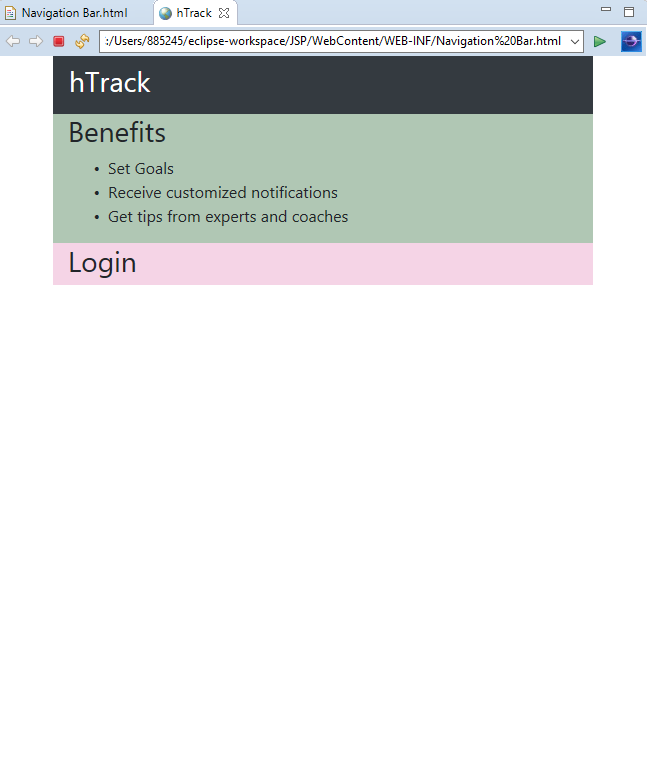 Navigation Bar.html
hTrack
:/Users/885245/eclipse-workspace/JSP/WebContent/WEB-INF/Navigation%20Bar.html
hTrack
Benefits
• Set Goals
• Receive customized notifications
• Get tips from experts and coaches
Login